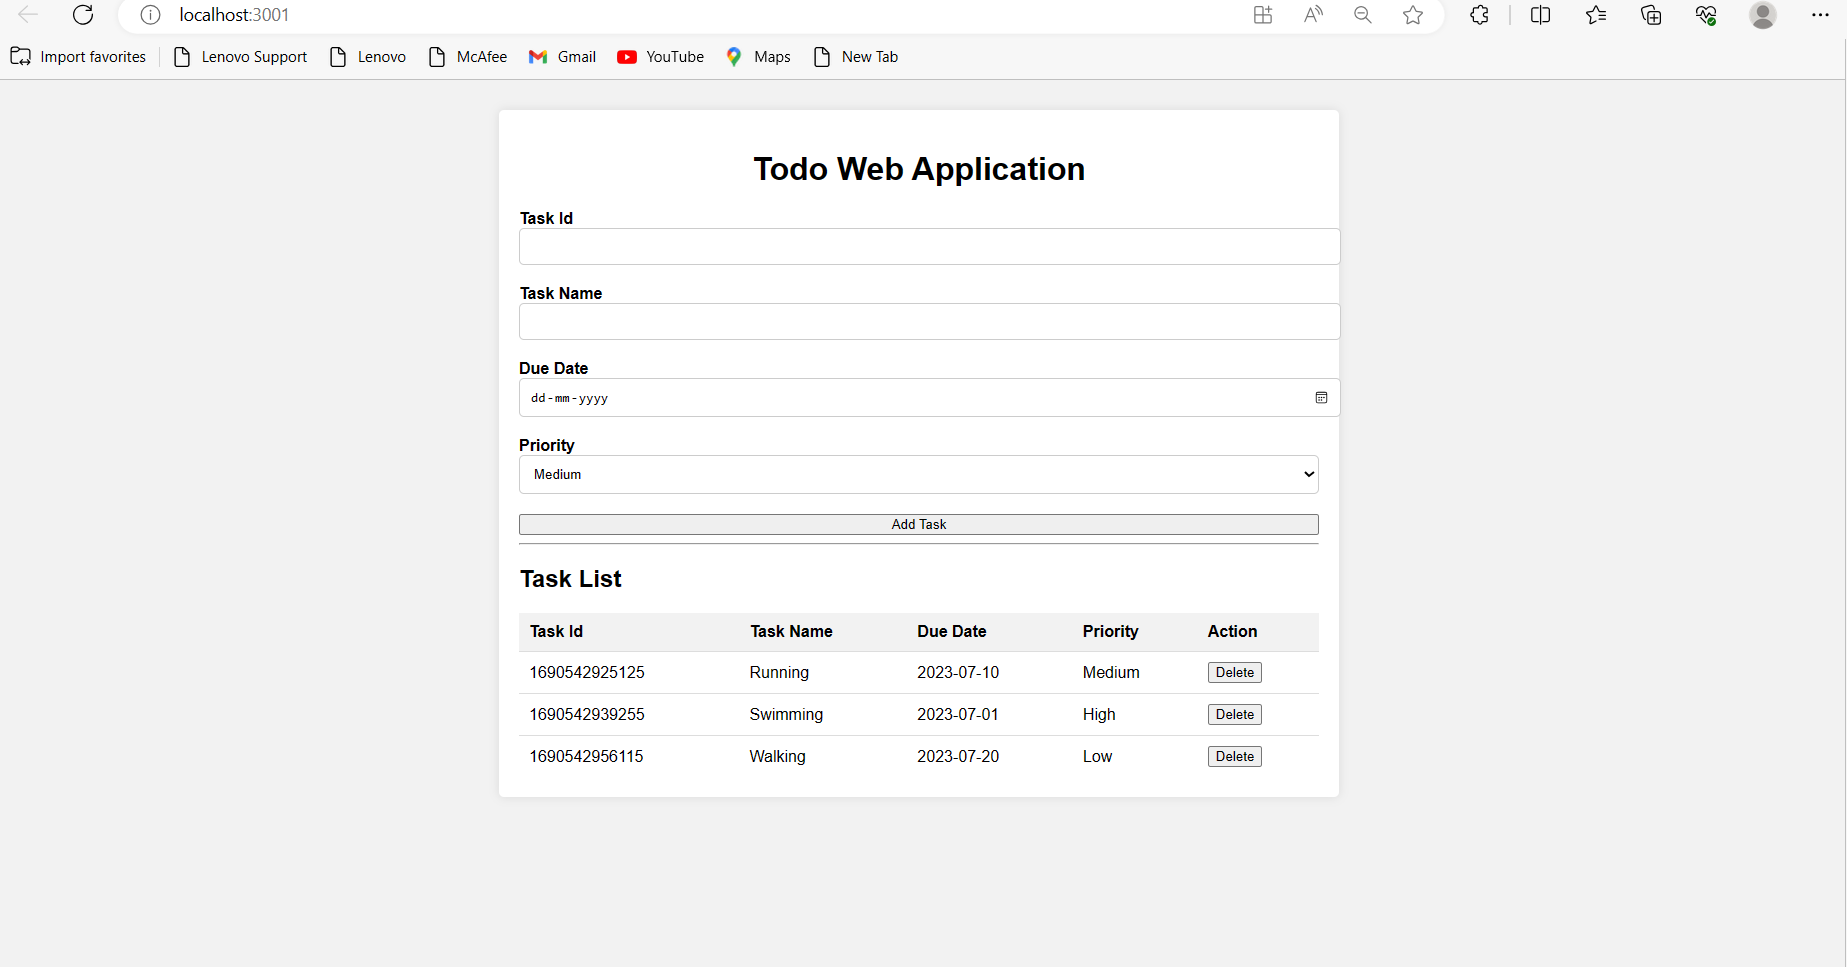 localhost:3001
Import favorites Lenovo Support Lenovo McAfee Gmail YouTube Maps New Tab
Todo Web Application
Task Id
Task Name
Due Date
dd-mm-yyyy
Priority
Medium
Add Task
Task List
Task Id Task Name Due Date Priority Action
1690542925125 Running 2023-07-10 Medium Delete
1690542939255 Swimming 2023-07-01 High Delete
1690542956115 Walking 2023-07-20 Low Delete